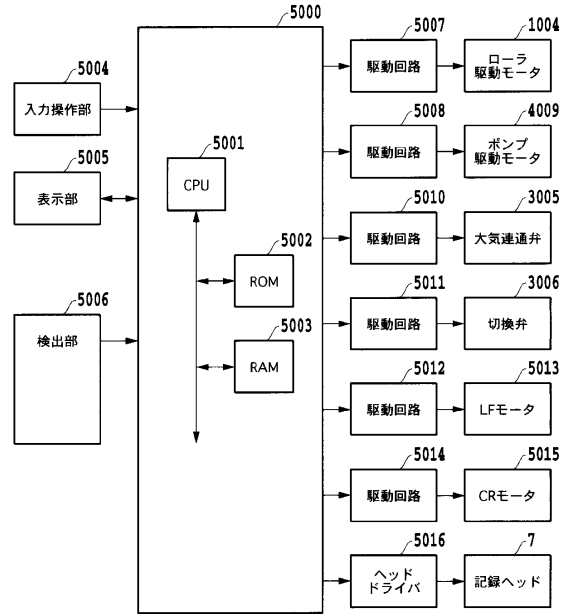 5000
5004
入力操作部
5005
表示部
5006
検出部
5001
CPU
5002
ROM
5003
RAM
5007
駆動回路
1004
ローラ
駆動モータ
5008
駆動回路
4009
ポンプ
駆動モータ
5010
駆動回路
3005
大気連通弁
5011
駆動回路
3006
切換弁
5012
駆動回路
5013
LFモータ
5014
駆動回路
5015
CRモータ
5016
ヘッド
ドライバ
7
記録ヘッド